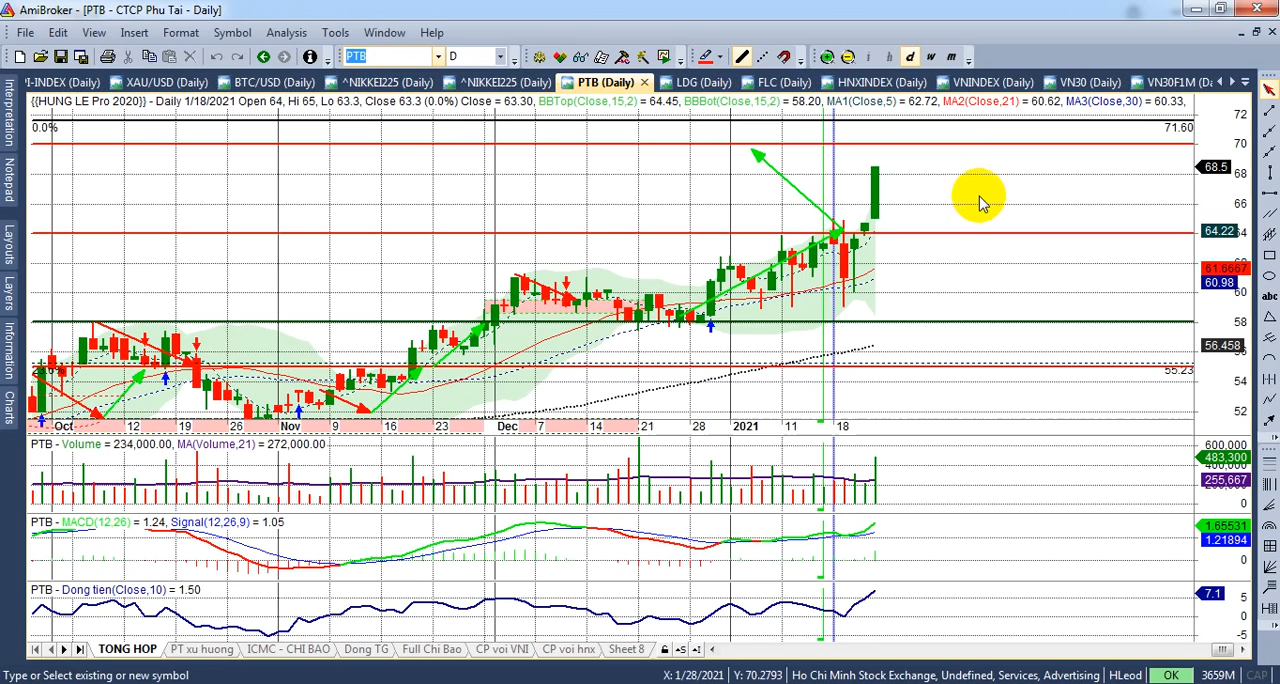 AmiBroker - [PTB - CTCP Phu Tai - Daily]
File Edit View Insert Format Symbol Analysis Tools Window Help
PTB D i h d w m
I-INDEX (Daily) XAU/USD (Daily) BTC/USD (Daily) ^NIKKEI225 (Daily) ^NIKKEI225 (Daily) PTB (Daily) LDG (Daily) FLC (Daily) HNXINDEX (Daily) VNINDEX (Daily) VN30 (Daily) VN30F1M (Da
Interpretation
Notepad
Layouts
Layers
Information
Charts
{{HUNG LE Pro 2020}} - Daily 1/18/2021 Open 64, Hi 65, Lo 63.3, Close 63.3 (0.0%) Close = 63.30, BBTop(Close,15,2) = 64.45, BBBot(Close,15,2) = 58.20, MA1(Close,5) = 62.72, MA2(Close,21) = 60.62, MA3(Close,30) = 60.33,
72
0.0% 71.60
70
68.5
68
66
64.22
62
61.6667
60.98
60
58
56.458
55.23
54
52
Oct 12 19 26 Nov 9 16 23 Dec 7 14 21 28 2021 11 18
PTB - Volume = 234,000.00, MA(Volume,21) = 272,000.00
600,000
483,300
400,000
255,667
0
PTB - MACD(12,26) = 1.24, Signal(12,26,9) = 1.05
1.65531
1.21894
0
PTB - Dong tien(Close,10) = 1.50
7.1
5
0
-5
abc
TONG HOP PT xu huong ICMC - CHI BAO Dong TG Full Chi Bao CP voi VNI CP voi hnx Sheet 8
Type or Select existing or new symbol X: 1/28/2021 Y: 70.2793 Ho Chi Minh Stock Exchange, Undefined, Services, Advertising HLeod OK 3659M CAP